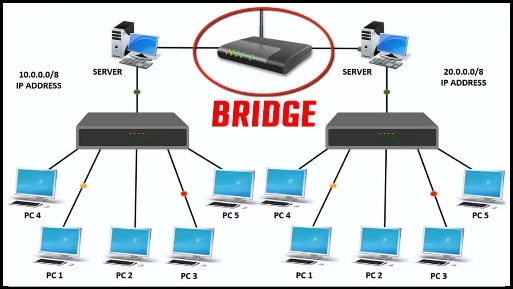 SERVER
SERVER
10.0.0.0/8
IP ADDRESS
20.0.0.0/8
IP ADDRESS
BRIDGE
PC 4
PC 5
PC 4
PC 5
PC 1
PC 2
PC 3
PC 1
PC 2
PC 3